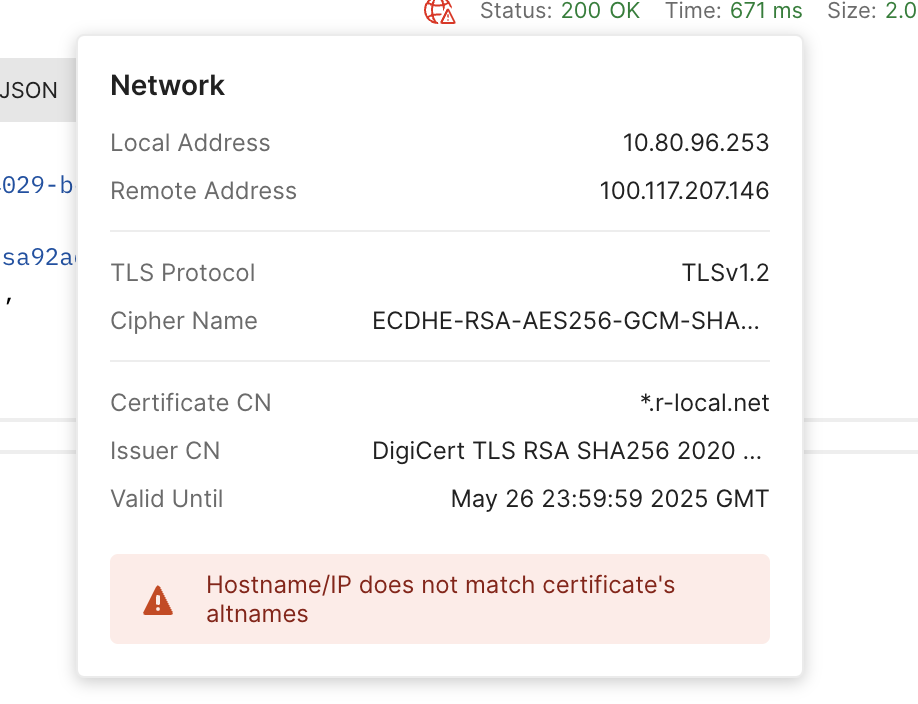 Status: 200 OK Time: 671 ms Size: 2.0
Network
JSON
Local Address 10.80.96.253
029-b
Remote Address 100.117.207.146
sa92a
TLS Protocol TLSv1.2
,
Cipher Name ECDHE-RSA-AES256-GCM-SHA...
Certificate CN *.r-local.net
Issuer CN DigiCert TLS RSA SHA256 2020 ...
Valid Until May 26 23:59:59 2025 GMT
Hostname/IP does not match certificate's
altnames